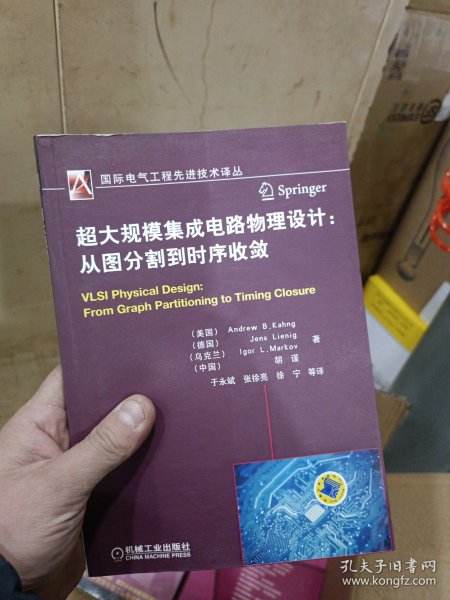 国际电气工程先进技术译丛
Springer
超大规模集成电路物理设计：
从图分割到时序收敛
VLSI Physical Design:
From Graph Partitioning to Timing Closure
（美国） Andrew B.Kahng
（德国） Jens Lienig
（乌克兰） Igor L.Markov 著
（中国） 胡 谨
于永斌 张徐亮 徐 宁 等译
机械工业出版社
CHINA MACHINE PRESS
孔夫子旧书网
www.kongfz.com